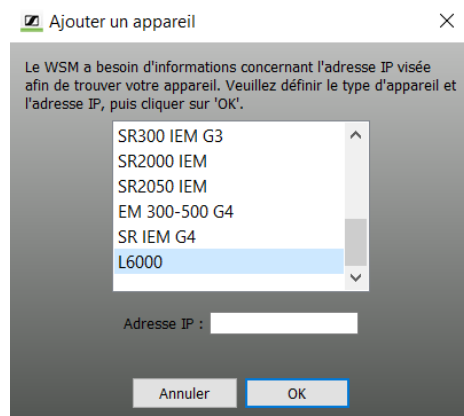 Ajouter un appareil
Le WSM a besoin d'informations concernant l'adresse IP visée
afin de trouver votre appareil. Veuillez définir le type d'appareil et
l'adresse IP, puis cliquer sur 'OK'.
SR300 IEM G3
SR2000 IEM
SR2050 IEM
EM 300-500 G4
SR IEM G4
L6000
Adresse IP :
Annuler OK